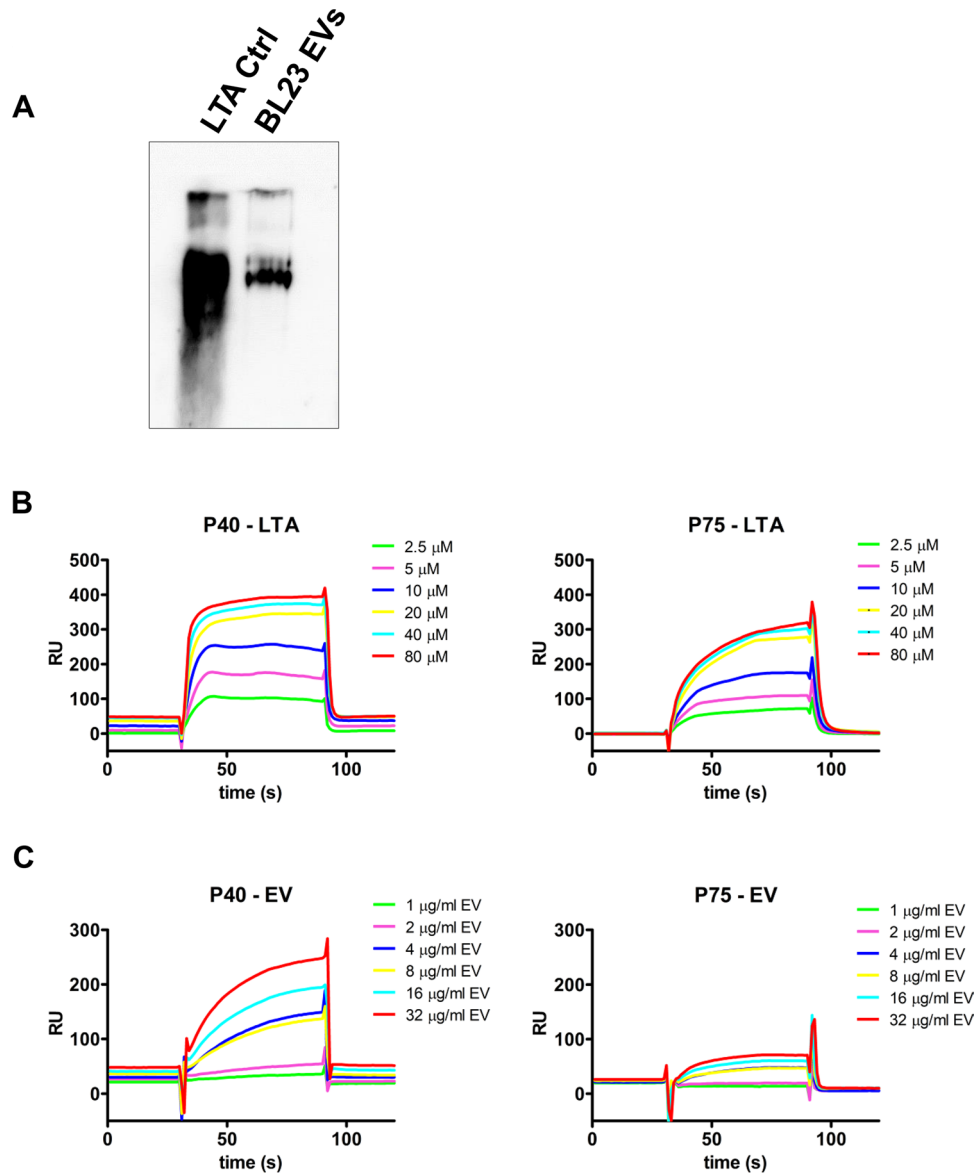 A
LTA Ctrl
BL23 EVs
B
P40 - LTA
500
400
300
200
100
0
RU
0
50
100
time (s)
2.5 μM
5 μM
10 μM
20 μM
40 μM
80 μM
P75 - LTA
500
400
300
200
100
0
RU
0
50
100
time (s)
2.5 μM
5 μM
10 μM
20 μM
40 μM
80 μM
C
P40 - EV
300
200
100
0
RU
0
50
100
time (s)
1 μg/ml EV
2 μg/ml EV
4 μg/ml EV
8 μg/ml EV
16 μg/ml EV
32 μg/ml EV
P75 - EV
300
200
100
0
RU
0
50
100
time (s)
1 μg/ml EV
2 μg/ml EV
4 μg/ml EV
8 μg/ml EV
16 μg/ml EV
32 μg/ml EV